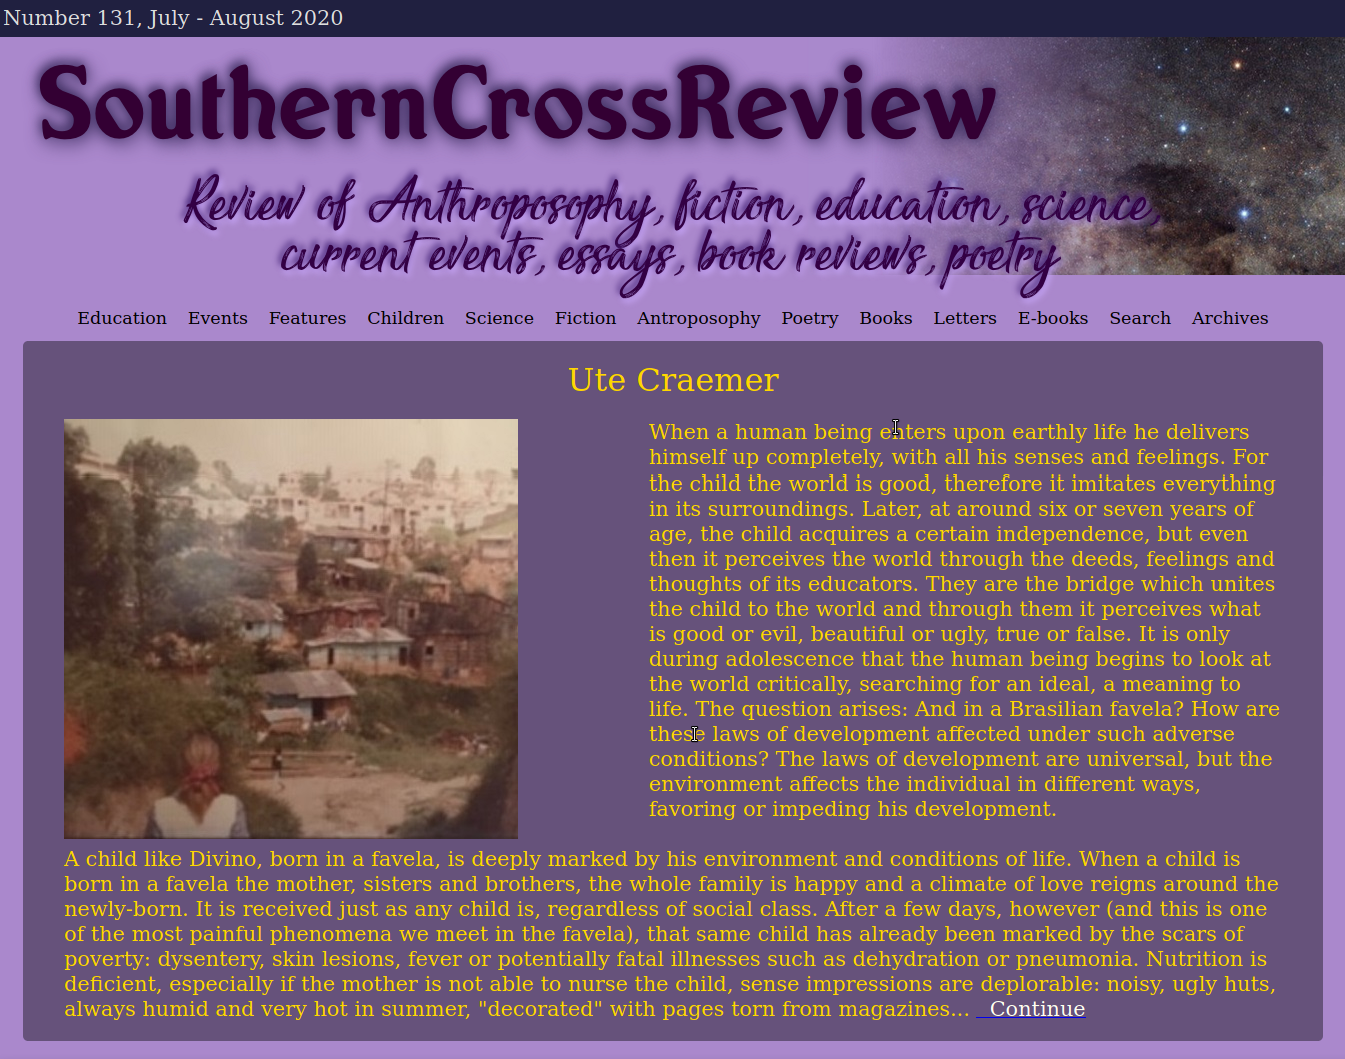 Number 131, July - August 2020
SouthernCrossReview
Review of Anthroposophy, fiction, education, science,
current events, essays, book reviews, poetry
Education Events Features Children Science Fiction Antroposophy Poetry Books Letters E-books Search Archives
Ute Craemer
When a human being enters upon earthly life he delivers
himself up completely, with all his senses and feelings. For
the child the world is good, therefore it imitates everything
in its surroundings. Later, at around six or seven years of
age, the child acquires a certain independence, but even
then it perceives the world through the deeds, feelings and
thoughts of its educators. They are the bridge which unites
the child to the world and through them it perceives what
is good or evil, beautiful or ugly, true or false. It is only
during adolescence that the human being begins to look at
the world critically, searching for an ideal, a meaning to
life. The question arises: And in a Brasilian favela? How are
these laws of development affected under such adverse
conditions? The laws of development are universal, but the
environment affects the individual in different ways,
favoring or impeding his development.
A child like Divino, born in a favela, is deeply marked by his environment and conditions of life. When a child is
born in a favela the mother, sisters and brothers, the whole family is happy and a climate of love reigns around the
newly-born. It is received just as any child is, regardless of social class. After a few days, however (and this is one
of the most painful phenomena we meet in the favela), that same child has already been marked by the scars of
poverty: dysentery, skin lesions, fever or potentially fatal illnesses such as dehydration or pneumonia. Nutrition is
deficient, especially if the mother is not able to nurse the child, sense impressions are deplorable: noisy, ugly huts,
always humid and very hot in summer, "decorated" with pages torn from magazines... Continue